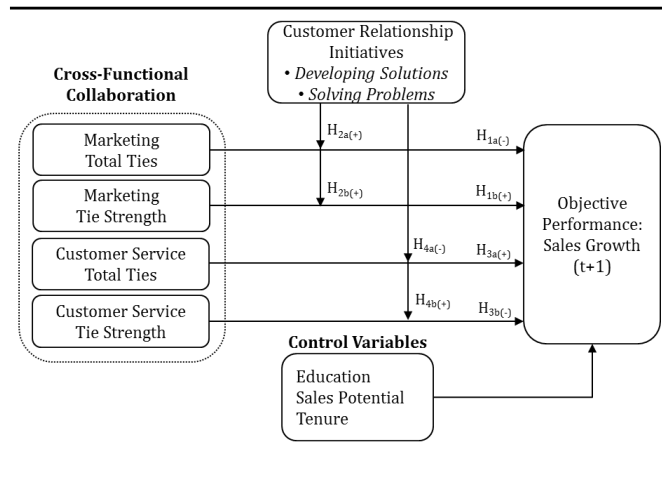 Customer Relationship
Initiatives
• Developing Solutions
• Solving Problems
Cross-Functional
Collaboration
Marketing
Total Ties
Marketing
Tie Strength
Customer Service
Total Ties
Customer Service
Tie Strength
H2a(+)
H1a(-)
H2b(+)
H1b(+)
H4a(-)
H3a(+)
H4b(+)
H3b(-)
Objective
Performance:
Sales Growth
(t+1)
Control Variables
Education
Sales Potential
Tenure